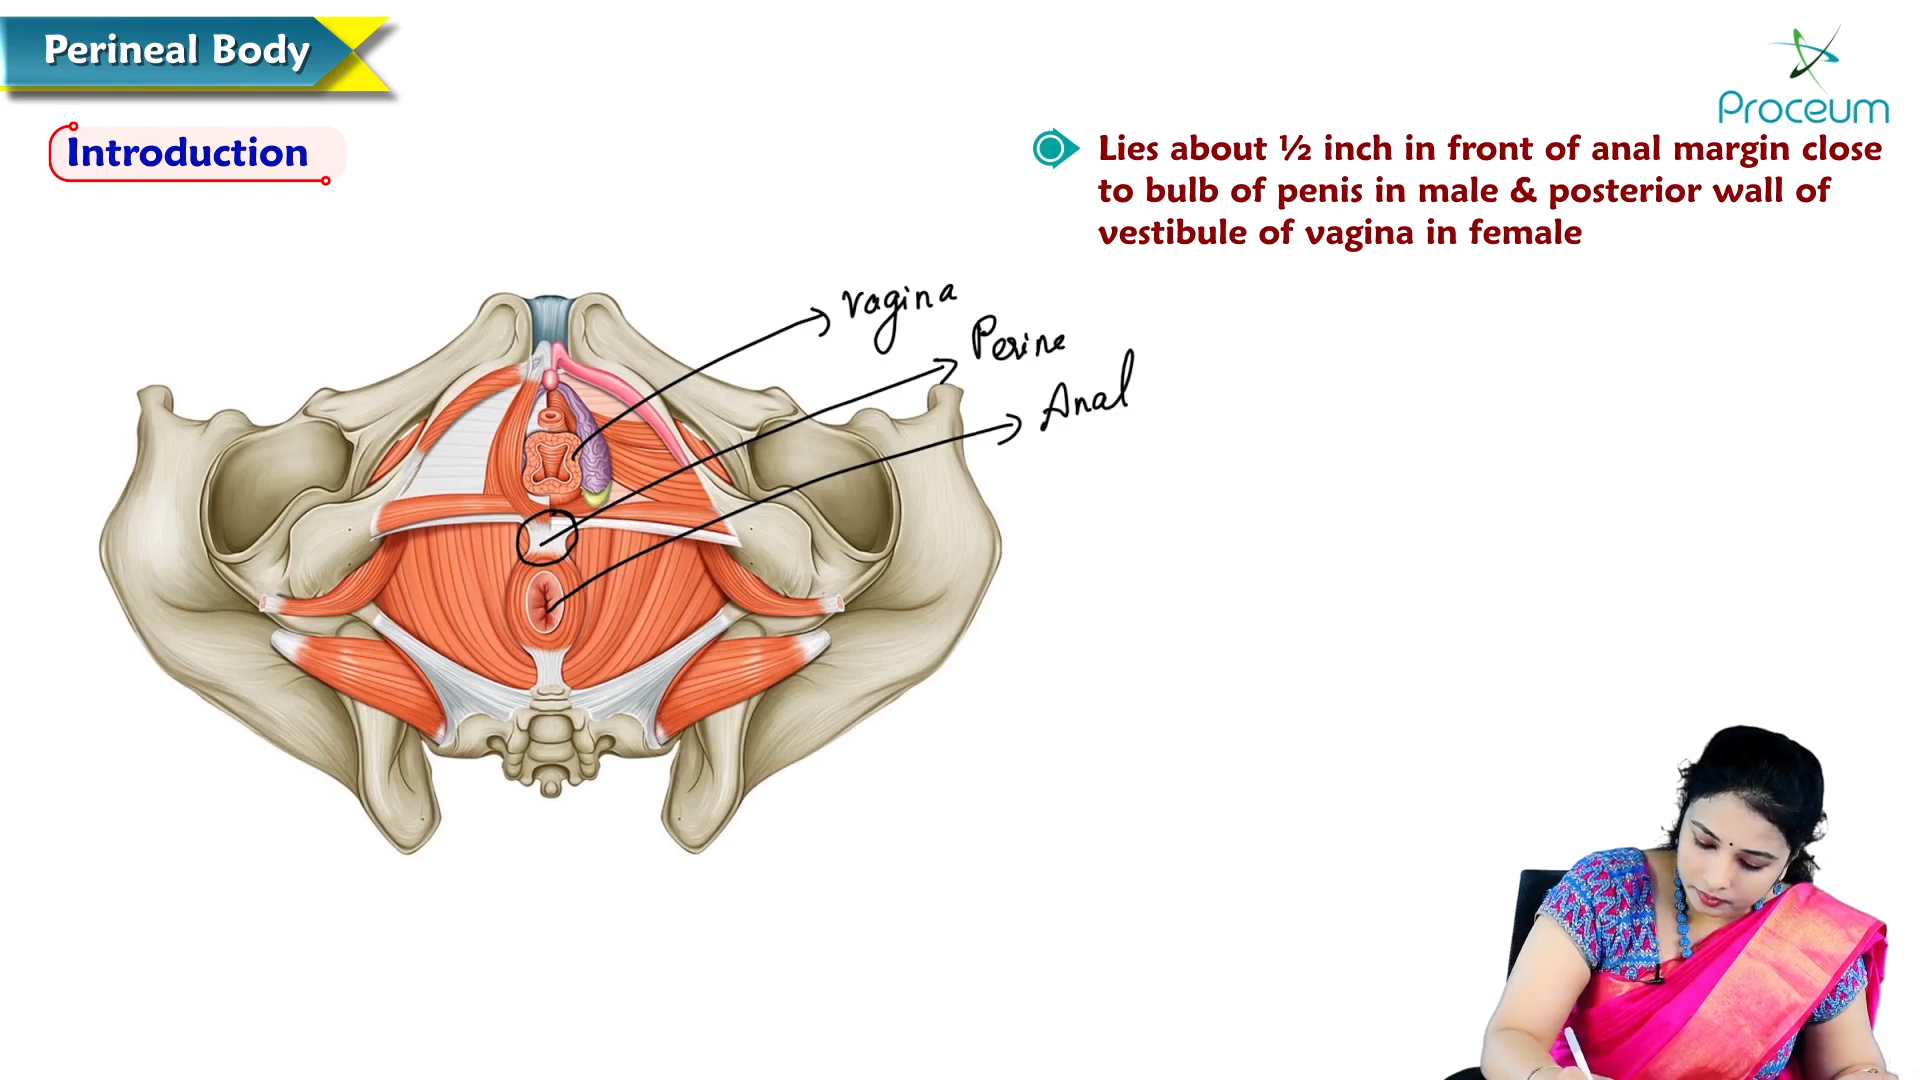 Perineal Body
Proceum
Introduction
Lies about ½ inch in front of anal margin close
to bulb of penis in male & posterior wall of
vestibule of vagina in female
vagina
Perine
Anal